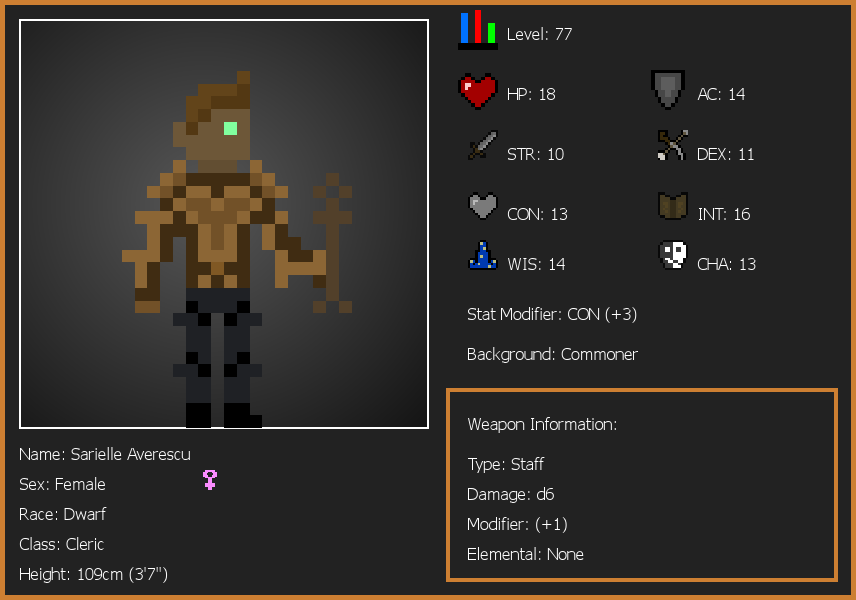 Level: 77
HP: 18
AC: 14
STR: 10
DEX: 11
CON: 13
INT: 16
WIS: 14
CHA: 13
Stat Modifier: CON (+3)
Background: Commoner
Weapon Information:
Type: Staff
Damage: d6
Modifier: (+1)
Elemental: None
Name: Sarielle Averescu
Sex: Female
Race: Dwarf
Class: Cleric
Height: 109cm (3'7")